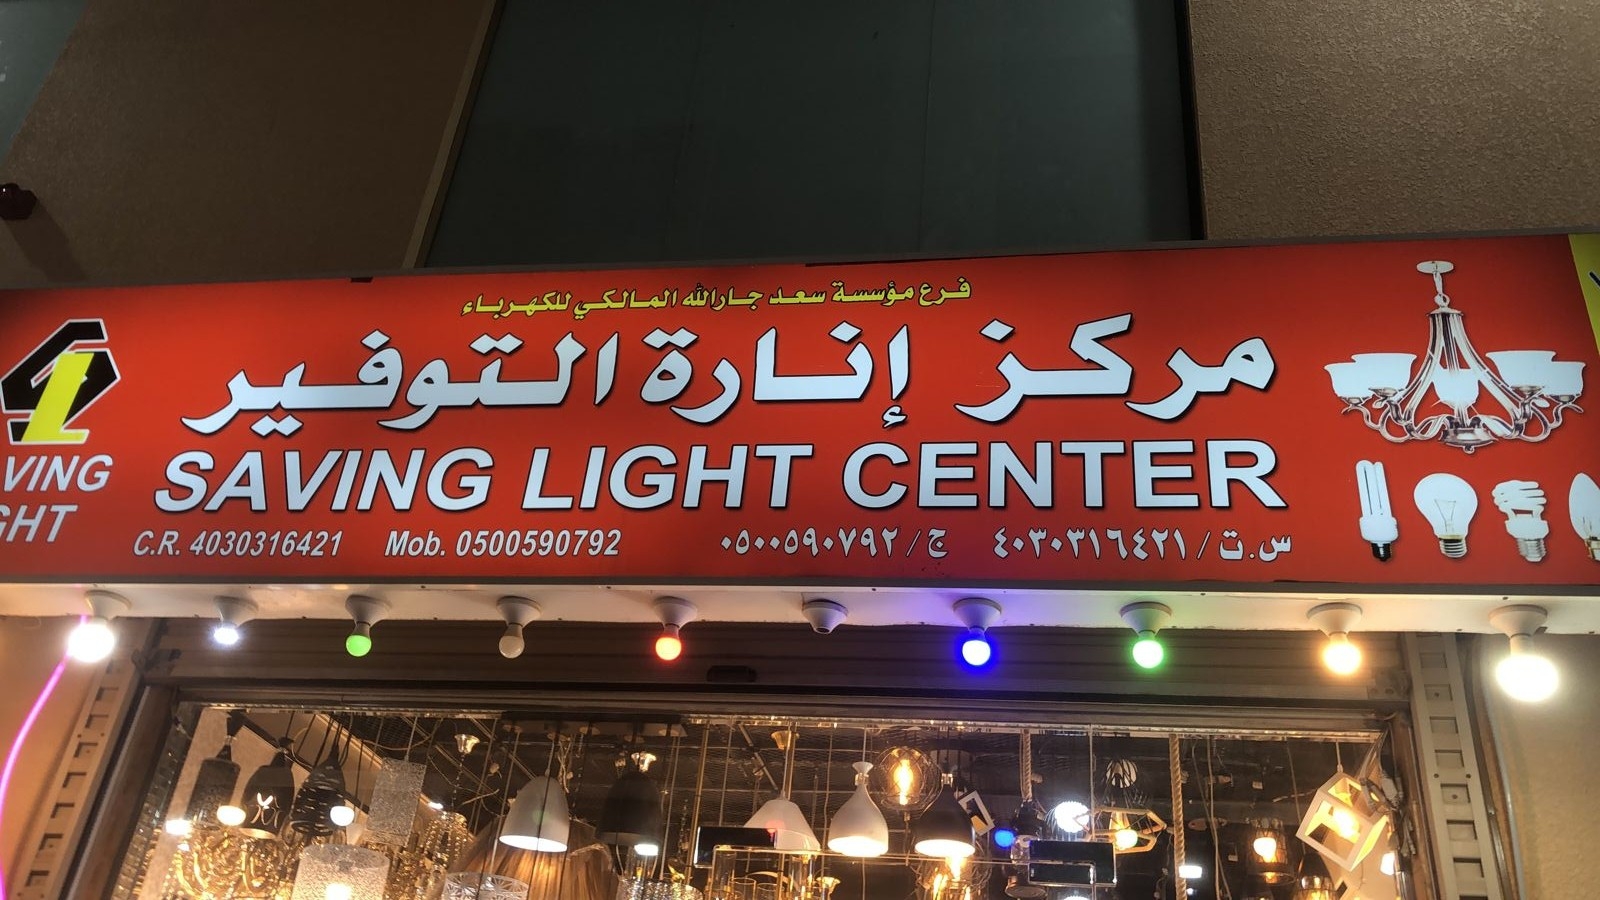 فرع مؤسسة سعد جارالله المالكي للكهرباء
مركز إنارة التوفير
SAVING LIGHT CENTER
C.R. 4030316421 Mob. 0500590792
س.ت / ٤٠٣٠٣١٦٤٢١ ج / ٠٥٠٠٥٩٠٧٩٢
SL
VING
GHT